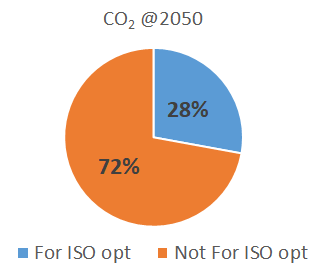 CO₂ @2050
28%
72%
For ISO opt Not For ISO opt